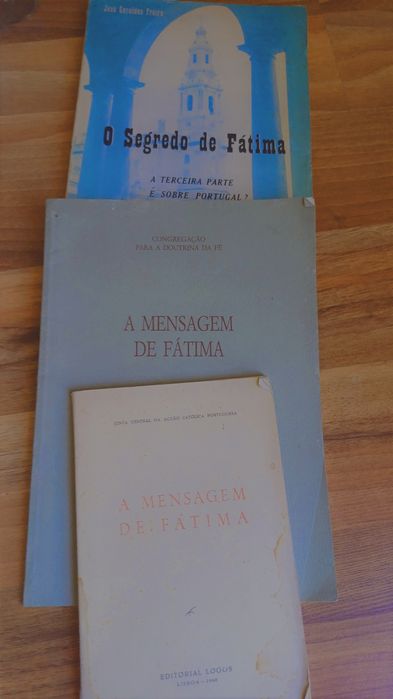 José Geraldes Freire
O Segredo de Fátima
A TERCEIRA PARTE
É SOBRE PORTUGAL?
CONGREGAÇÃO
PARA A DOUTRINA DA FÉ
A MENSAGEM
DE FÁTIMA
JUNTA CENTRAL DA ACÇÃO CATÓLICA PORTUGUESA
A MENSAGEM
DE FÁTIMA
EDITORIAL LOGOS
LISBOA —